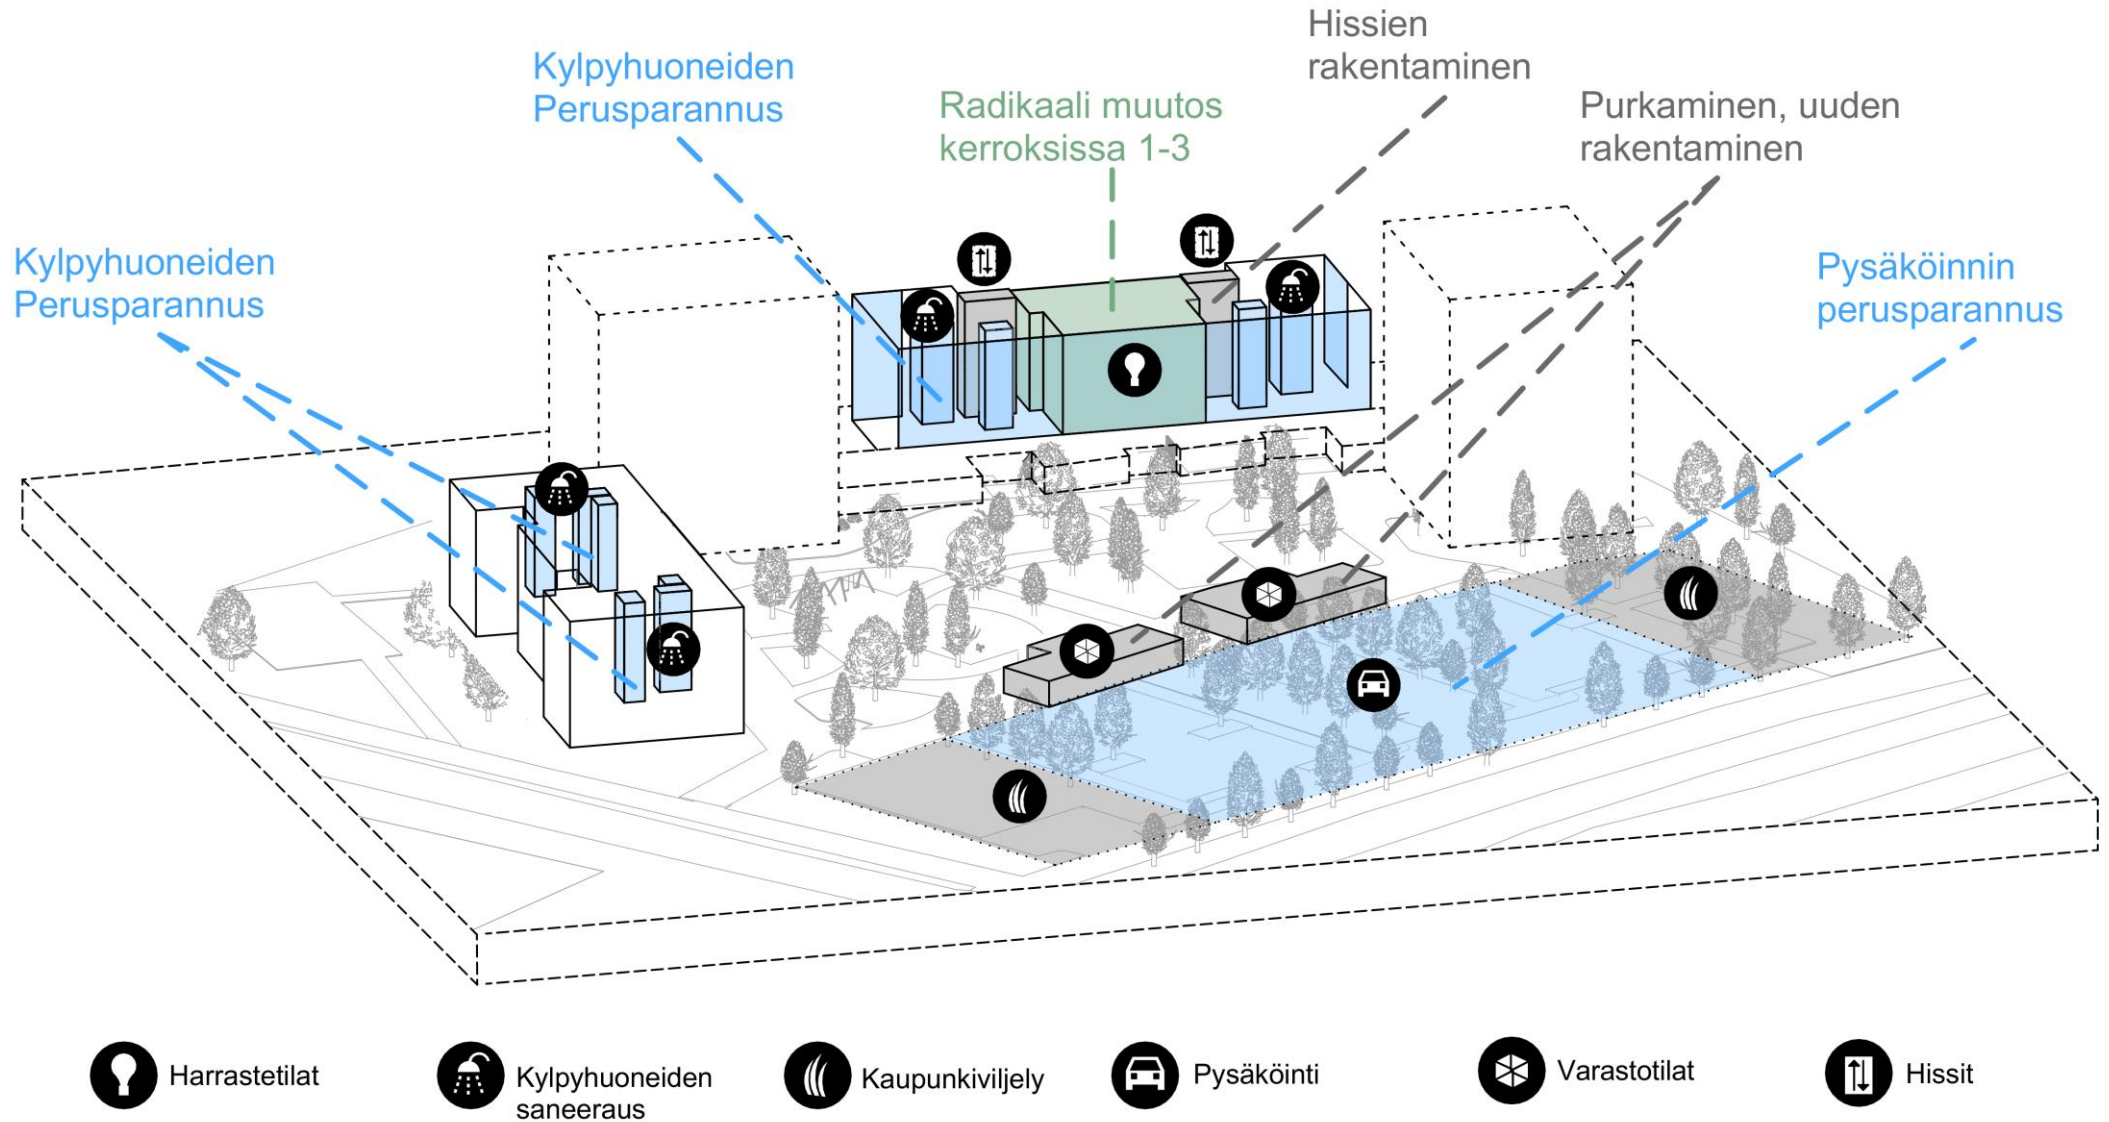 Hissien
rakentaminen
Kylpyhuoneiden
Perusparannus
Radikaali muutos
kerroksissa 1-3
Purkaminen, uuden
rakentaminen
Kylpyhuoneiden
Perusparannus
Pysäköinnin
perusparannus
Harrastetilat
Kylpyhuoneiden
saneeraus
Kaupunkiviljely
Pysäköinti
Varastotilat
Hissit